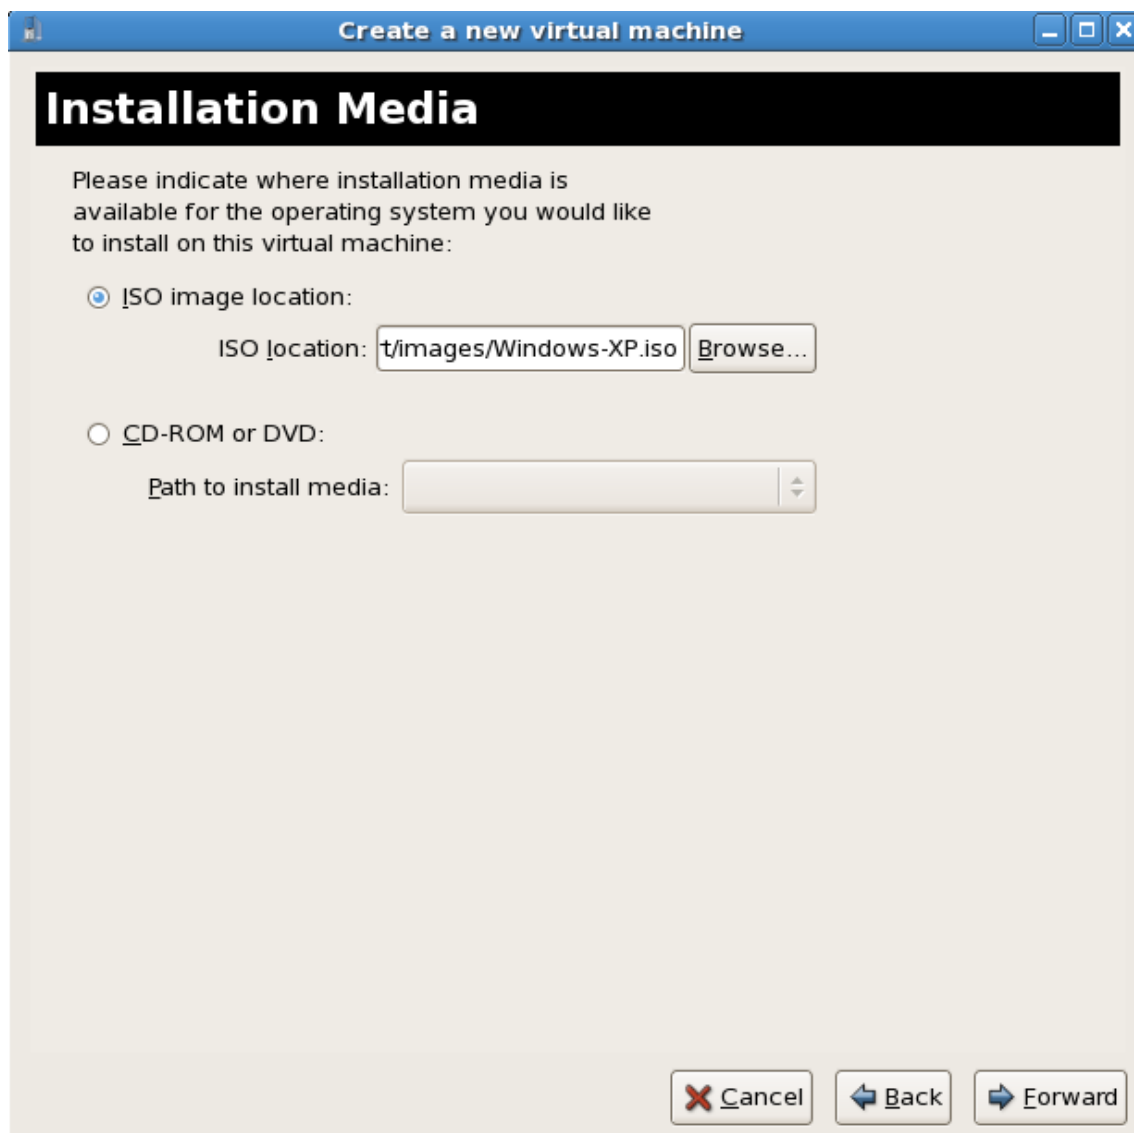 Create a new virtual machine
Installation Media
Please indicate where installation media is
available for the operating system you would like
to install on this virtual machine:
ISO image location:
ISO location: t/images/Windows-XP.iso Browse...
CD-ROM or DVD:
Path to install media:
Cancel Back Forward